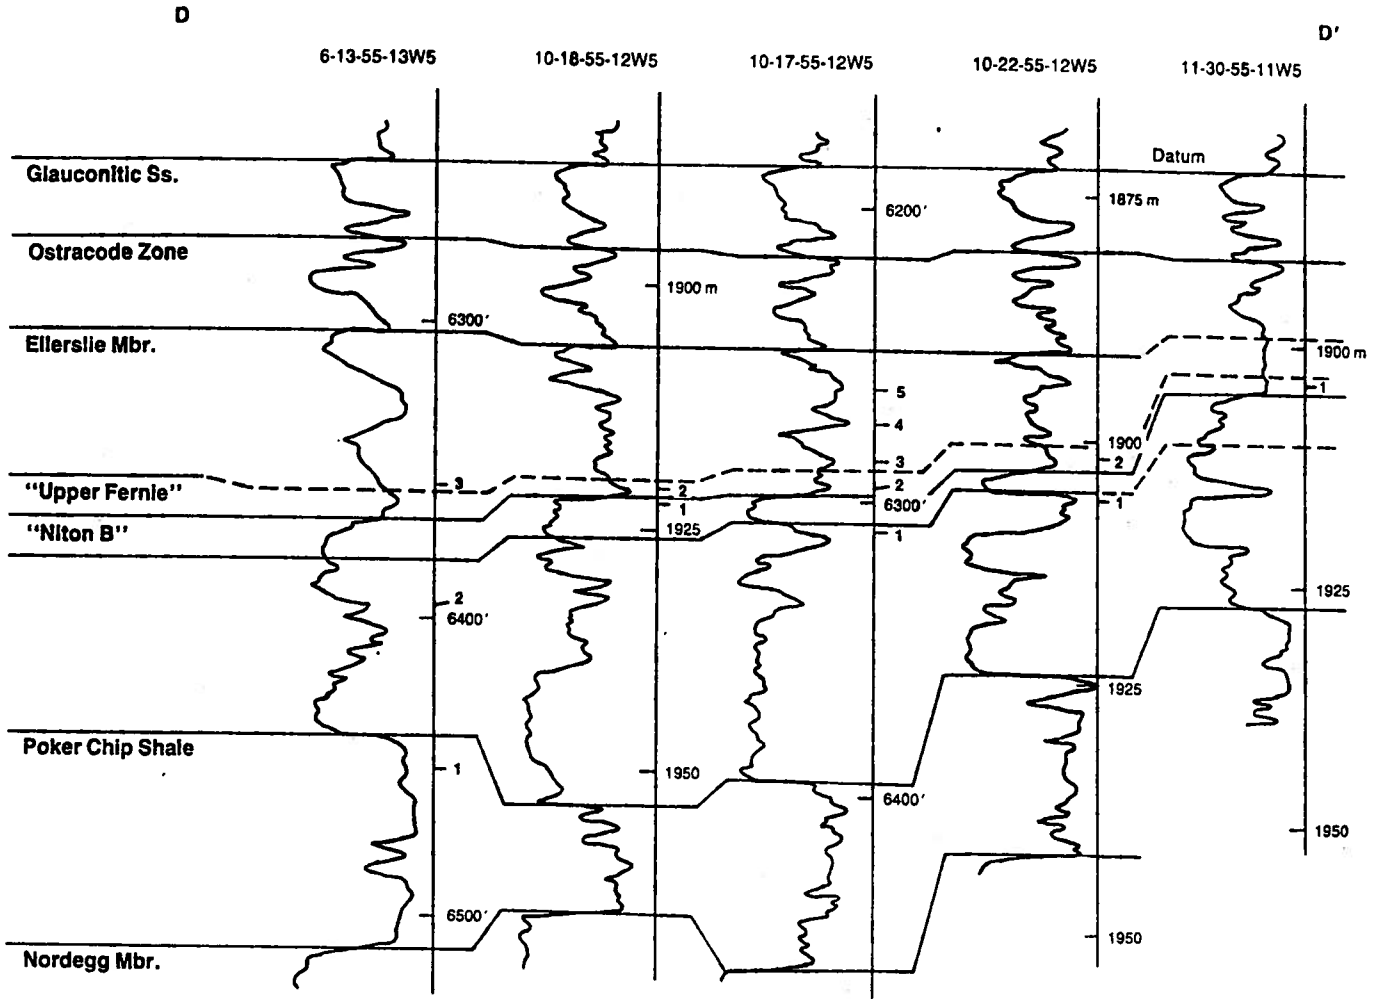 D
D'
6-13-55-13W5
10-18-55-12W5
10-17-55-12W5
10-22-55-12W5
11-30-55-11W5
Datum
Glauconitic Ss.
Ostracode Zone
Ellerslie Mbr.
"Upper Fernie"
"Niton B"
Poker Chip Shale
Nordegg Mbr.
6300'
3
2
6400'
1
6500'
1900 m
2
1
1925
1950
6200'
5
4
3
2
6300'
1
6400'
1875 m
1900
2
1
1925
1950
1900 m
1
1925
1950